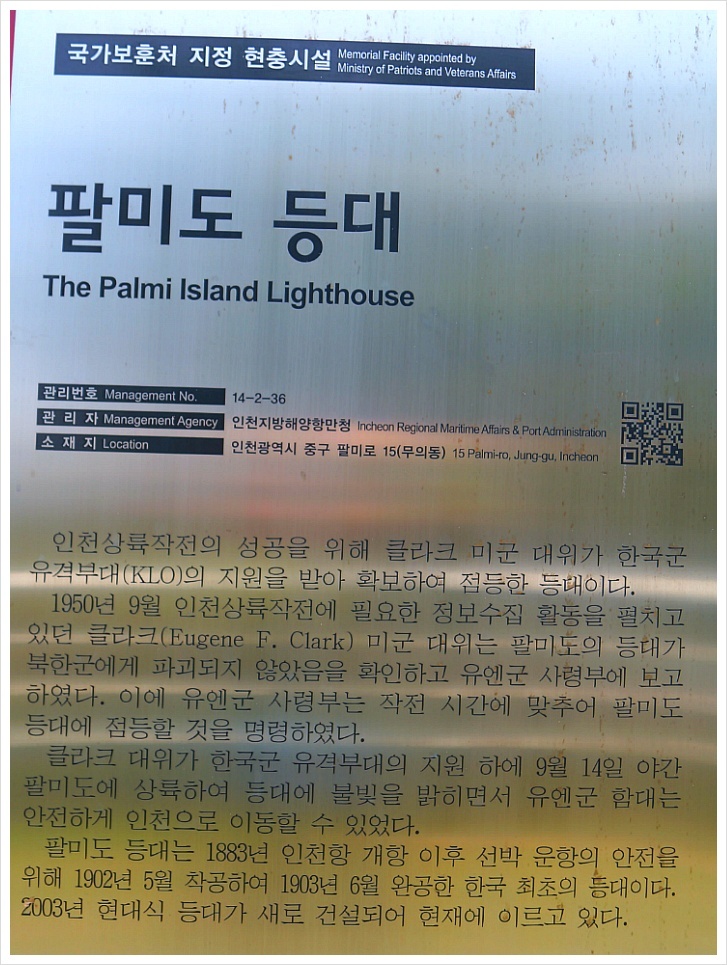 국가보훈처 지정 현충시설 Memorial Facility appointed by
Ministry of Patriots and Veterans Affairs
팔미도 등대
The Palmi Island Lighthouse
관리번호 Management No. 14-2-36
관 리 자 Management Agency 인천지방해양항만청 Incheon Regional Maritime Affairs & Port Administration
소 재 지 Location 인천광역시 중구 팔미로 15(무의동) 15 Palmi-ro, Jung-gu, Incheon
인천상륙작전의 성공을 위해 클라크 미군 대위가 한국군
유격부대(KLO)의 지원을 받아 확보하여 점등한 등대이다.
1950년 9월 인천상륙작전에 필요한 정보수집 활동을 펼치고
있던 클라크(Eugene F. Clark) 미군 대위는 팔미도의 등대가
북한군에게 파괴되지 않았음을 확인하고 유엔군 사령부에 보고
하였다. 이에 유엔군 사령부는 작전 시간에 맞추어 팔미도
등대에 점등할 것을 명령하였다.
클라크 대위가 한국군 유격부대의 지원 하에 9월 14일 야간
팔미도에 상륙하여 등대에 불빛을 밝히면서 유엔군 함대는
안전하게 인천으로 이동할 수 있었다.
팔미도 등대는 1883년 인천항 개항 이후 선박 운항의 안전을
위해 1902년 5월 착공하여 1903년 6월 완공한 한국 최초의 등대이다.
2003년 현대식 등대가 새로 건설되어 현재에 이르고 있다.